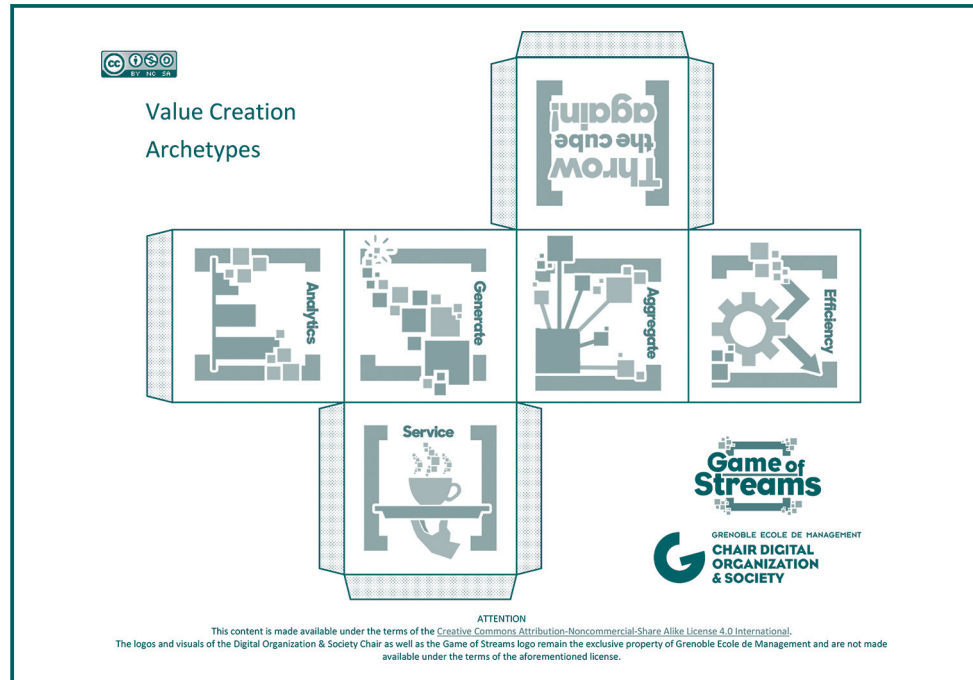 cc
BY NC SA
Value Creation
Archetypes
Throw
the cube
again!
Analytics
Generate
Aggregate
Efficiency
Service
Game of
Streams
GRENOBLE ECOLE DE MANAGEMENT
CHAIR DIGITAL
ORGANIZATION
& SOCIETY
ATTENTION
This content is made available under the terms of the Creative Commons Attribution-Noncommercial-Share Alike License 4.0 International.
The logos and visuals of the Digital Organization & Society Chair as well as the Game of Streams logo remain the exclusive property of Grenoble Ecole de Management and are not made
available under the terms of the aforementioned license.